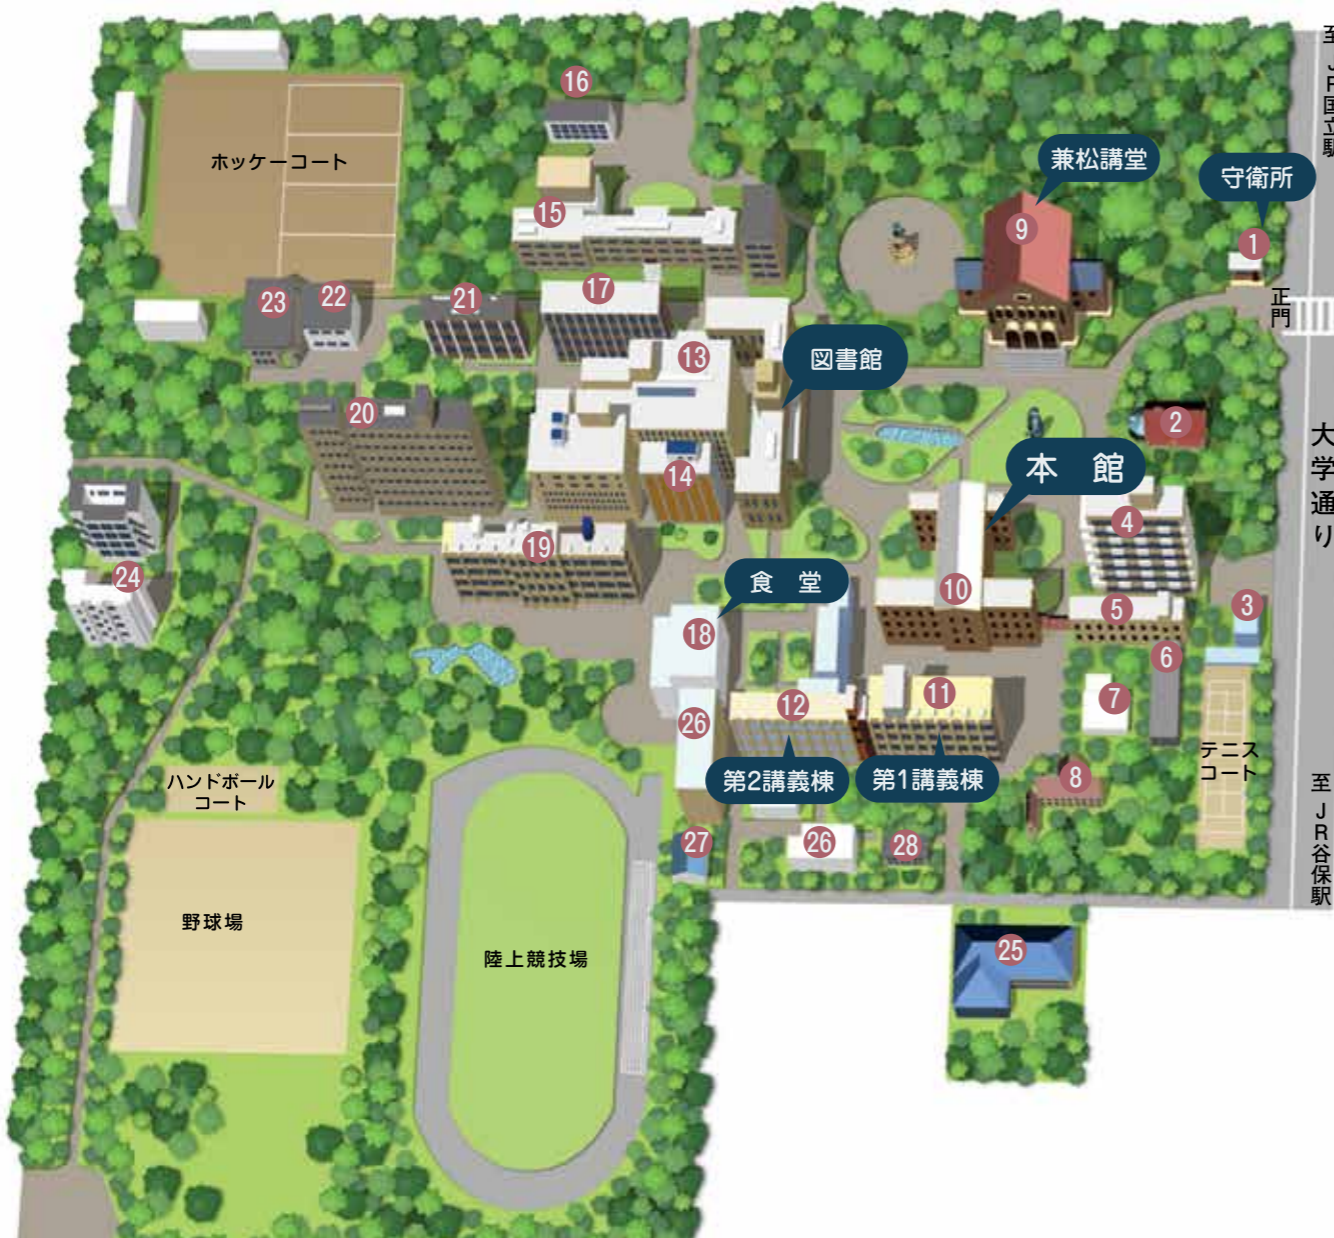 至JR国立駅
16
ホッケーコート
兼松講堂
守衛所
15
9
1
正門
23
22
21
17
13
図書館
20
2
大学通り
14
本　館
4
19
24
食　堂
10
5
3
18
6
7
12
11
26
テニス
コート
第2講義棟
第1講義棟
8
ハンドボール
コート
至JR谷保駅
27
26
28
野球場
陸上競技場
25